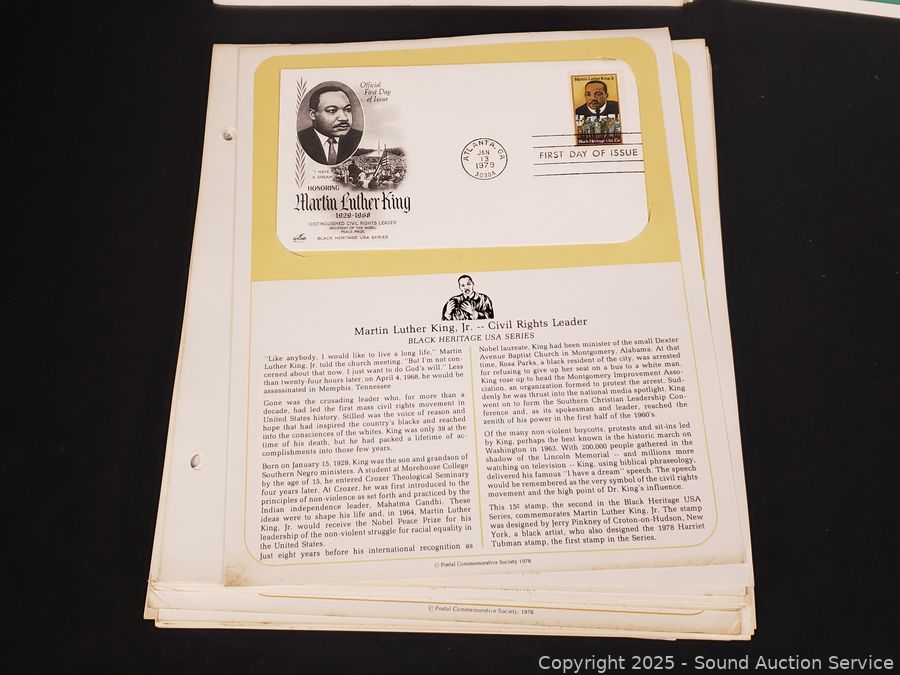 Official
First Day
of Issue
"I HAVE
A DREAM"
HONORING
Martin Luther King
1929-1968
DISTINGUISHED CIVIL RIGHTS LEADER
RECIPIENT OF THE NOBEL
PEACE PRIZE
BLACK HERITAGE USA SERIES
ATLANTA, GA
JAN
13
1979
30304
Martin Luther King Jr.
Black Heritage USA 15c
FIRST DAY OF ISSUE
Martin Luther King, Jr. -- Civil Rights Leader
BLACK HERITAGE USA SERIES
"Like anybody, I would like to live a long life," Martin
Luther King, Jr. told the church meeting. "But I'm not con-
cerned about that now. I just want to do God's will." Less
than twenty-four hours later, on April 4, 1968, he would be
assassinated in Memphis, Tennessee.
Gone was the crusading leader who, for more than a
decade, had led the first mass civil rights movement in
United States history. Stilled was the voice of reason and
hope that had inspired the country's blacks and reached
into the consciences of the whites. King was only 39 at the
time of his death, but he had packed a lifetime of ac-
complishments into those few years.
Born on January 15, 1929, King was the son and grandson of
Southern Negro ministers. A student at Morehouse College
by the age of 15, he entered Crozer Theological Seminary
four years later. At Crozer, he was first introduced to the
principles of non-violence as set forth and practiced by the
Indian independence leader, Mahatma Gandhi. These
ideas were to shape his life and, in 1964, Martin Luther
King, Jr. would receive the Nobel Peace Prize for his
leadership of the non-violent struggle for racial equality in
the United States.
Just eight years before his international recognition as
Nobel laureate, King had been minister of the small Dexter
Avenue Baptist Church in Montgomery, Alabama. At that
time, Rosa Parks, a black resident of the city, was arrested
for refusing to give her seat on a bus to a white man.
King rose up to head the Montgomery Improvement Asso-
ciation, an organization formed to protest the arrest. Sud-
denly he was thrust into the national media spotlight. King
went on to form the Southern Christian Leadership Con-
ference and, as its spokesman and leader, reached the
zenith of his power in the first half of the 1960's.
Of the many non-violent boycotts, protests and sit-ins led
by King, perhaps the best known is the historic march on
Washington in 1963. With 200,000 people gathered in the
shadow of the Lincoln Memorial -- and millions more
watching on television -- King, using biblical phraseology,
delivered his famous "I have a dream" speech. The speech
would be remembered as the very symbol of the civil rights
movement and the high point of Dr. King's influence.
This 15¢ stamp, the second in the Black Heritage USA
Series, commemorates Martin Luther King, Jr. The stamp
was designed by Jerry Pinkney of Croton-on-Hudson, New
York, a black artist, who also designed the 1978 Harriet
Tubman stamp, the first stamp in the Series.
© Postal Commemorative Society 1978
© Postal Commemorative Society, 1976
Copyright 2025 - Sound Auction Service